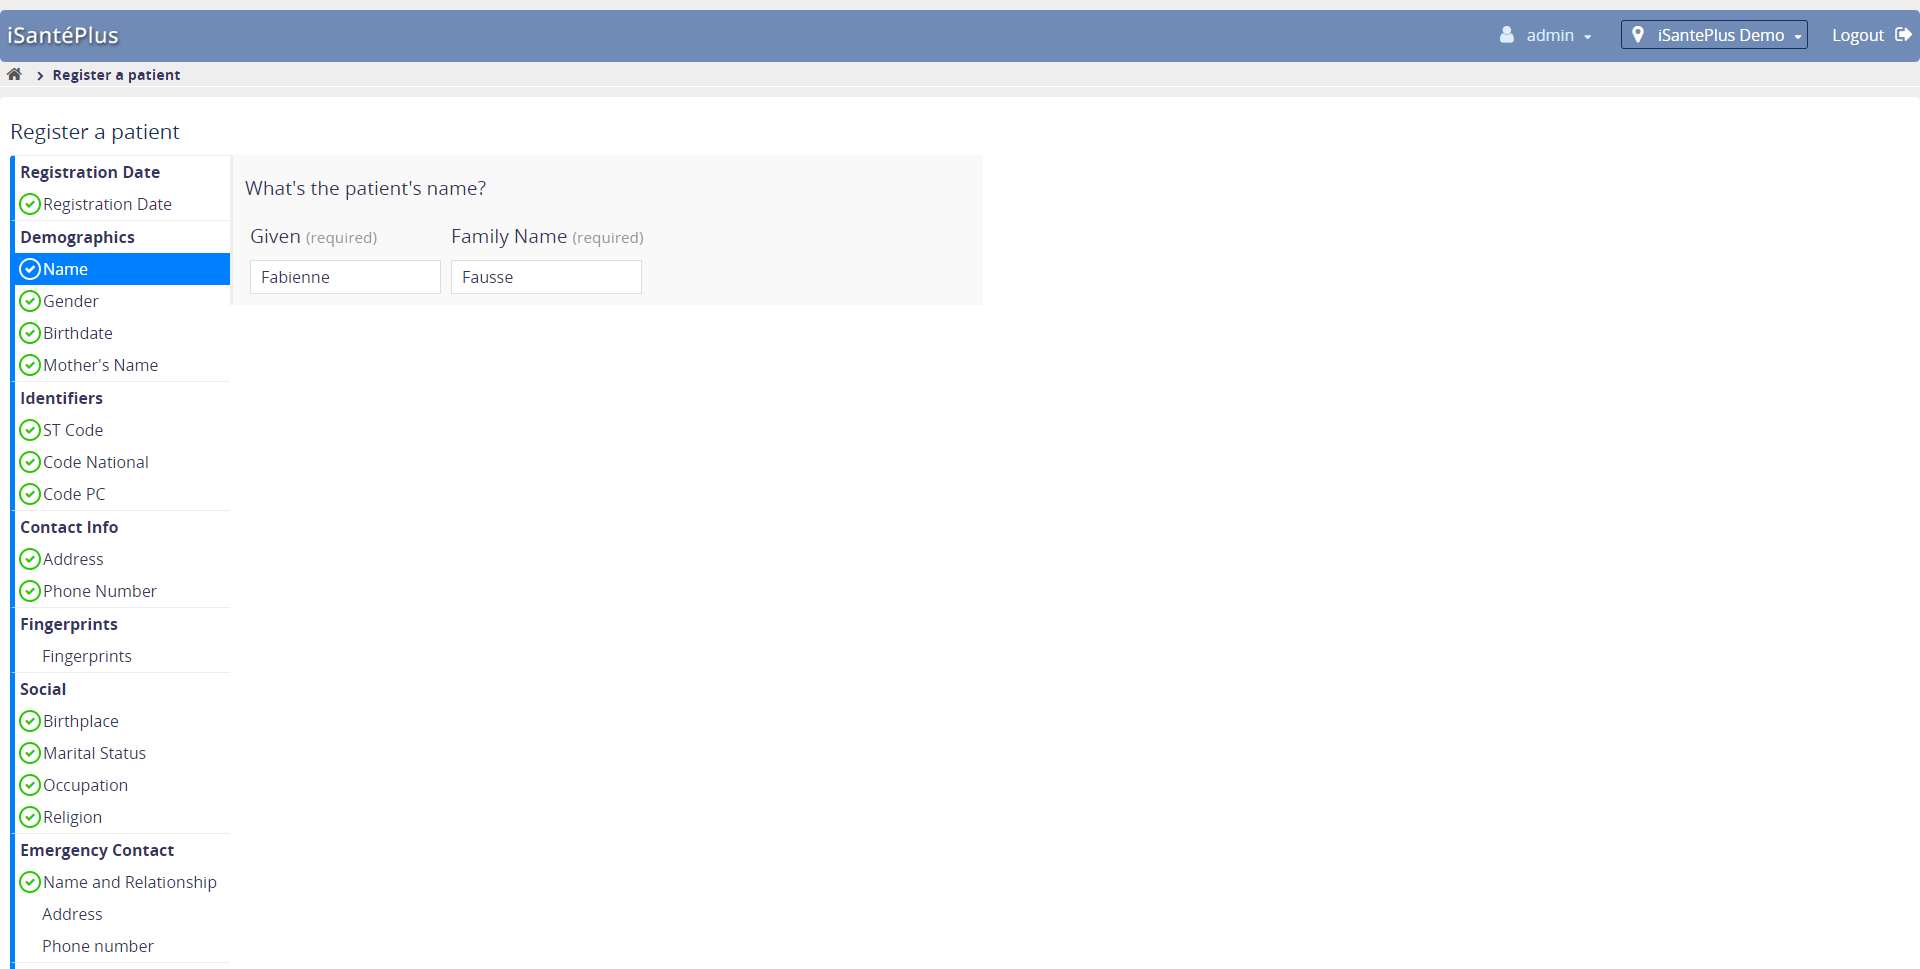 iSantéPlus
admin
iSantePlus Demo
Logout
Register a patient
Register a patient
Registration Date
Registration Date
Demographics
Name
Gender
Birthdate
Mother's Name
Identifiers
ST Code
Code National
Code PC
Contact Info
Address
Phone Number
Fingerprints
Fingerprints
Social
Birthplace
Marital Status
Occupation
Religion
Emergency Contact
Name and Relationship
Address
Phone number
What's the patient's name?
Given (required)
Family Name (required)
Fabienne
Fausse